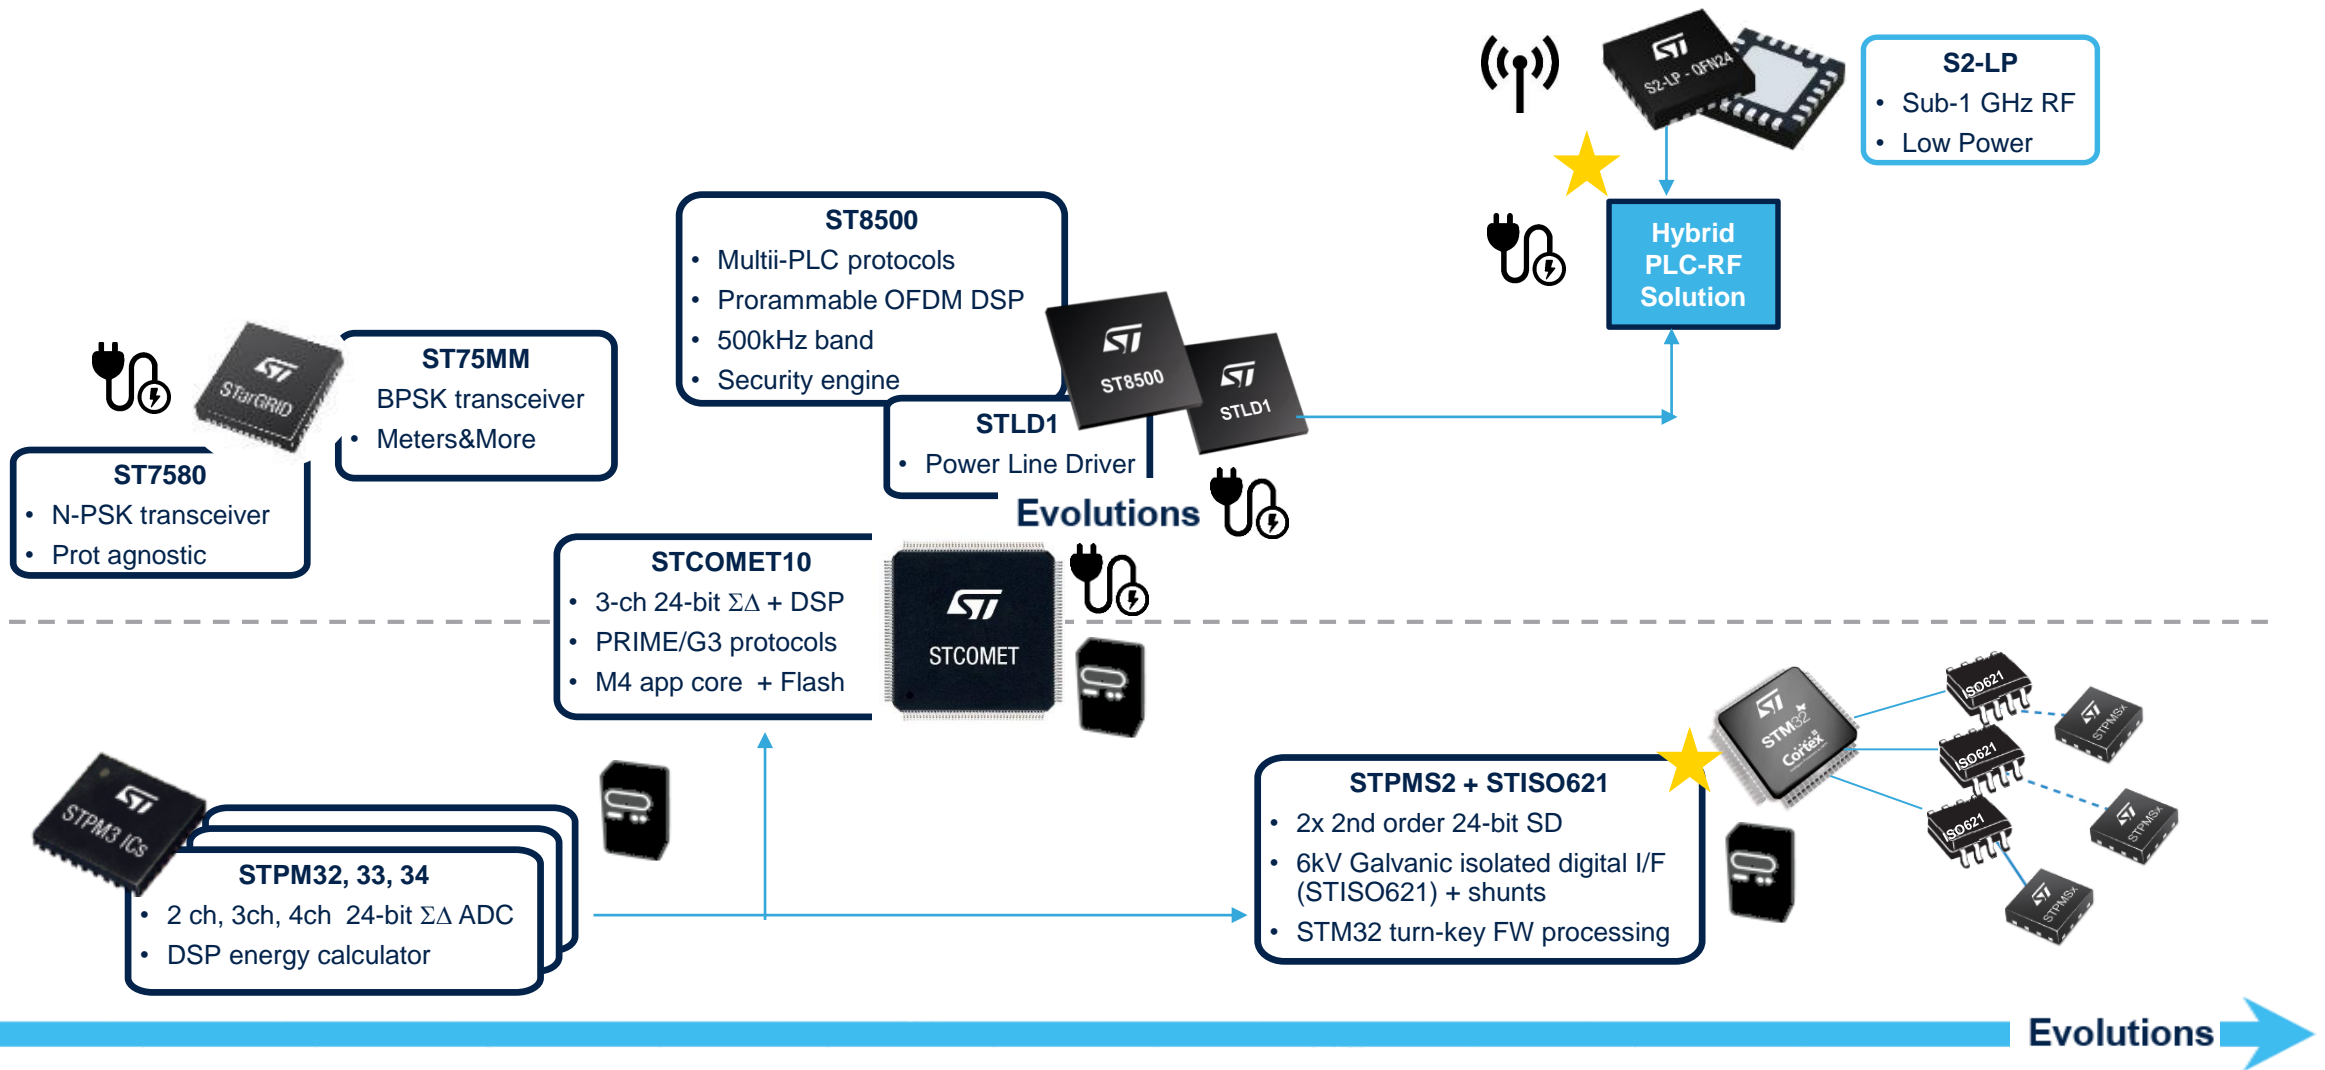 S2-LP - QFN24
S2-LP
• Sub-1 GHz RF
• Low Power
ST8500
• Multii-PLC protocols
• Prorammable OFDM DSP
• 500kHz band
• Security engine
Hybrid
PLC-RF
Solution
ST8500
STLD1
STLD1
• Power Line Driver
STarGRID
ST75MM
BPSK transceiver
• Meters&More
ST7580
• N-PSK transceiver
• Prot agnostic
Evolutions
STCOMET10
• 3-ch 24-bit ΣΔ + DSP
• PRIME/G3 protocols
• M4 app core + Flash
STCOMET
STPM3 ICs
STPM32, 33, 34
• 2 ch, 3ch, 4ch 24-bit ΣΔ ADC
• DSP energy calculator
STPMS2 + STISO621
• 2x 2nd order 24-bit SD
• 6kV Galvanic isolated digital I/F
(STISO621) + shunts
• STM32 turn-key FW processing
STM32
Cortex
ISO621
STPMSx
ISO621
STPMSx
ISO621
STPMSx
Evolutions